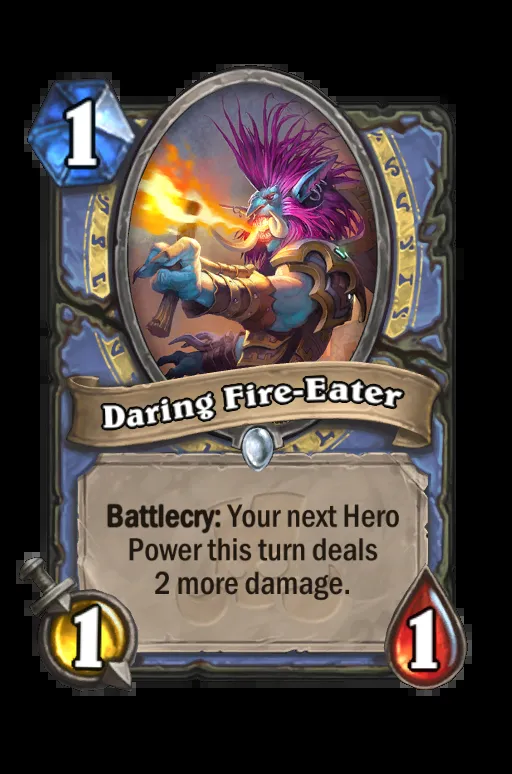 1
Daring Fire-Eater
Battlecry: Your next Hero
Power this turn deals
2 more damage.
1
1